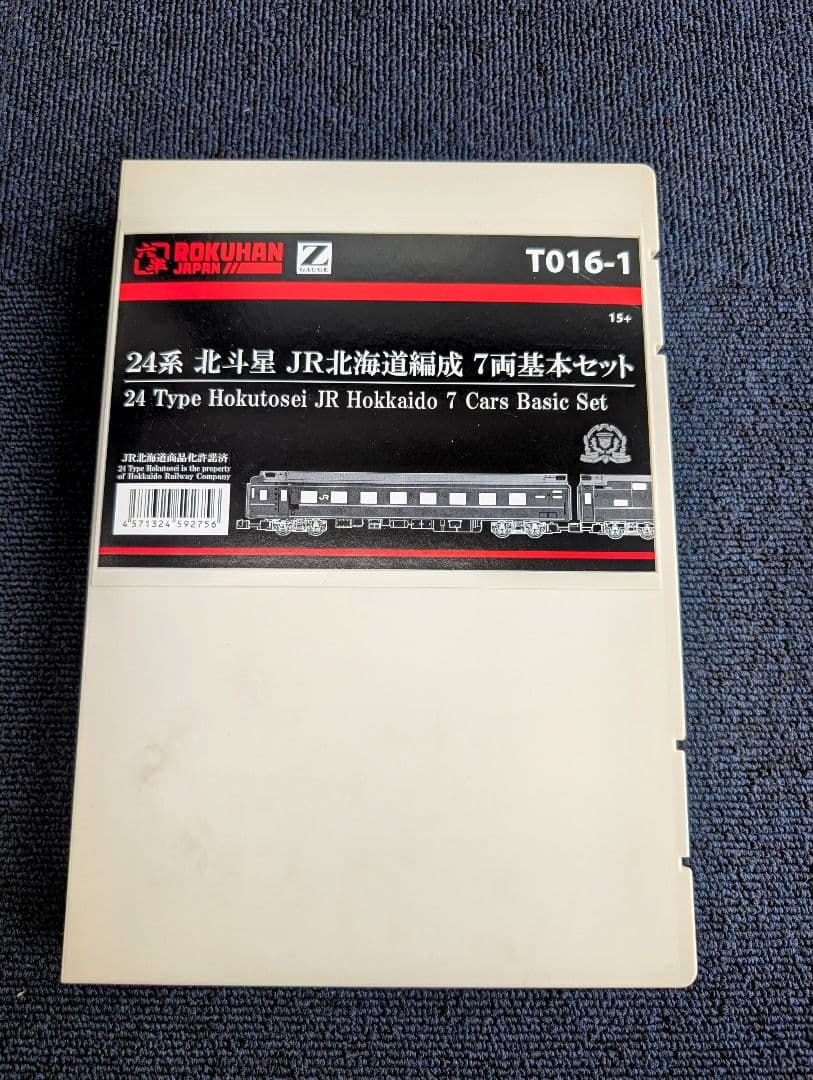 ROKUHAN
JAPAN
Z
GAUGE
T016-1
15+
24系 北斗星 JR北海道編成 7両基本セット
24 Type Hokutosei JR Hokkaido 7 Cars Basic Set
JR北海道商品化許諾済
24 Type Hokutosei is the property
of Hokkaido Railway Company
JR
4571324592756